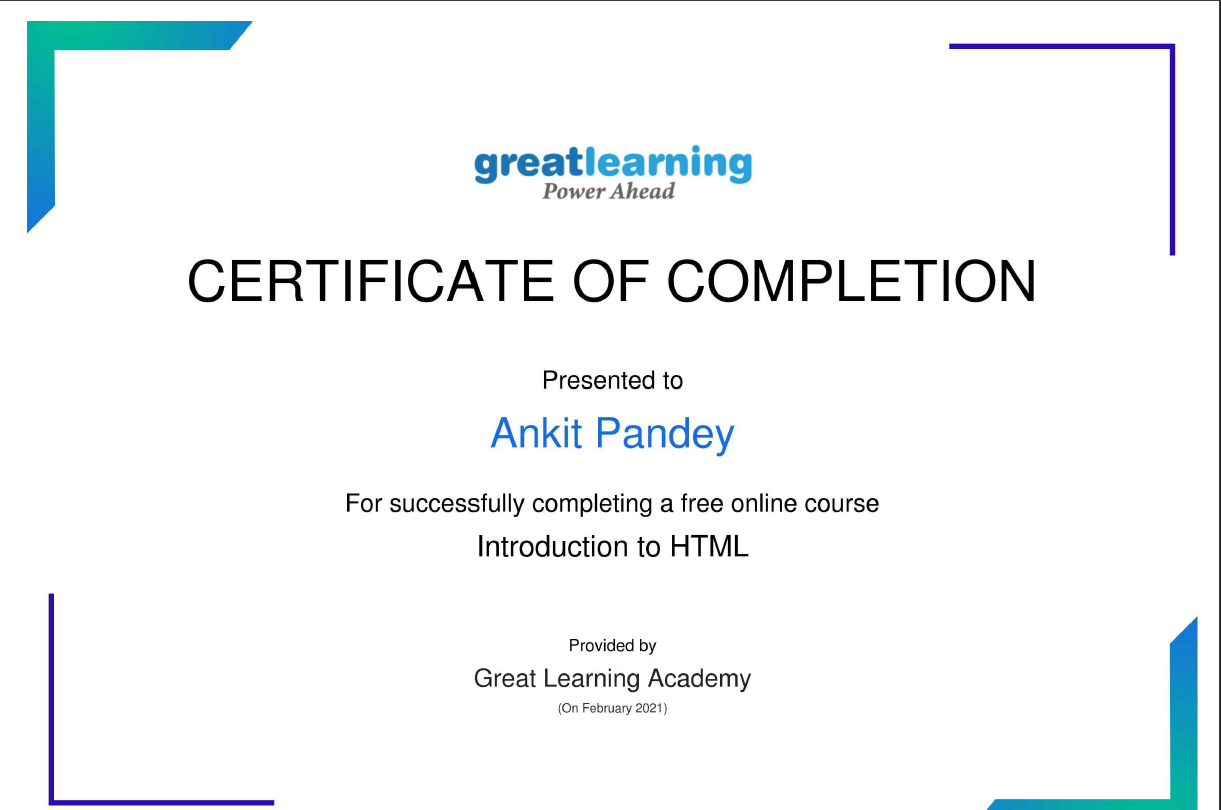 greatlearning
Power Ahead
CERTIFICATE OF COMPLETION
Presented to
Ankit Pandey
For successfully completing a free online course
Introduction to HTML
Provided by
Great Learning Academy
(On February 2021)